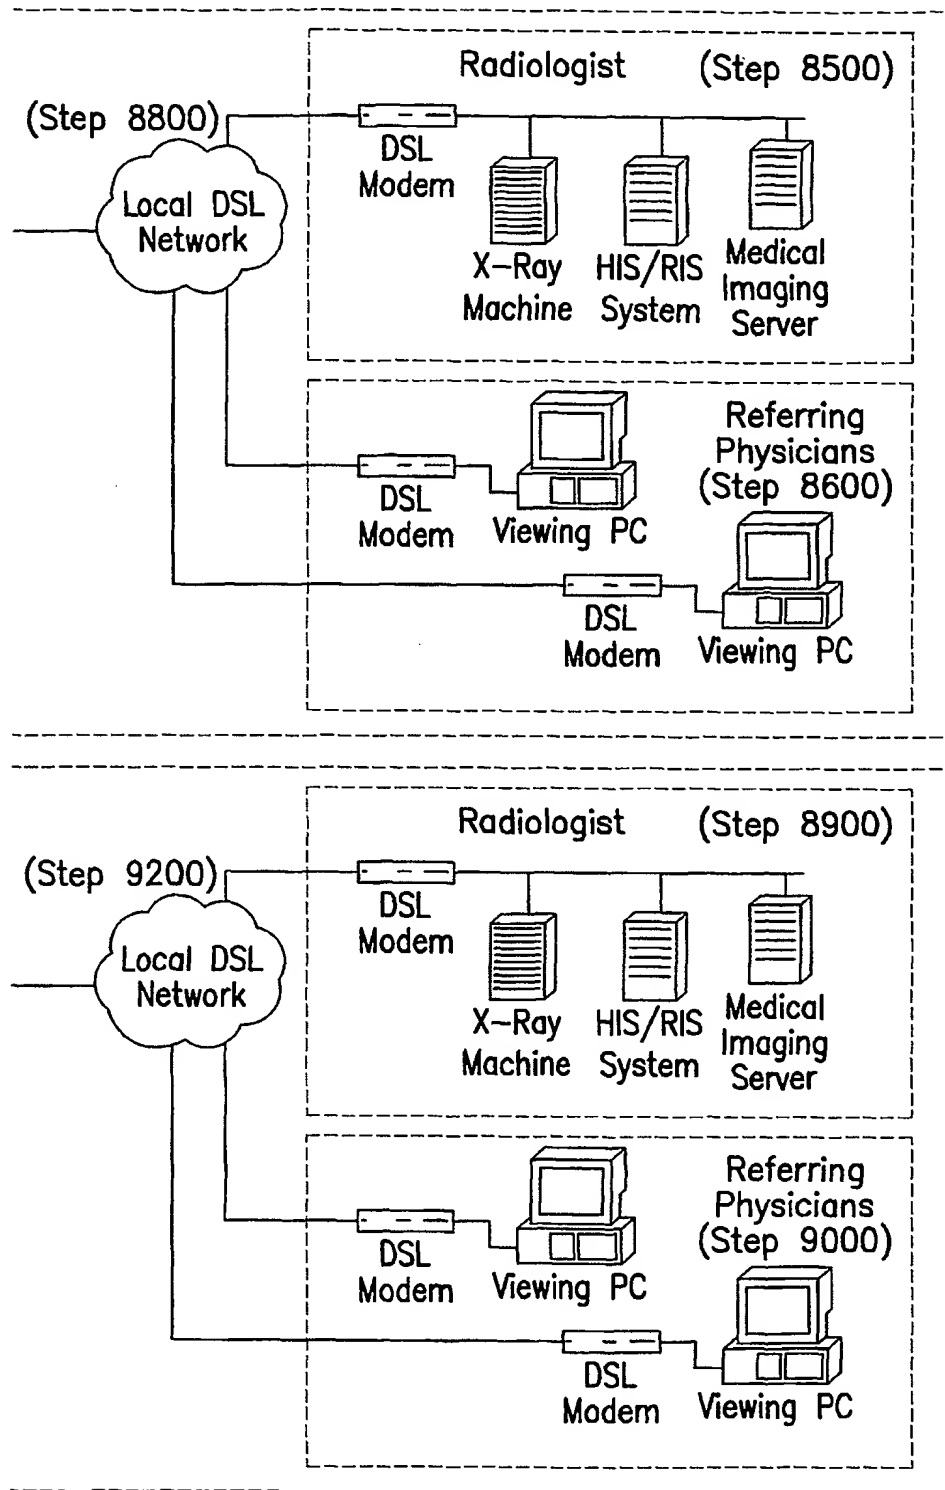 Radiologist (Step 8500)
(Step 8800)
DSL
Modem
Local DSL
Network
X-Ray
Machine
HIS/RIS
System
Medical
Imaging
Server
Referring
Physicians
(Step 8600)
DSL
Modem
Viewing PC
DSL
Modem
Viewing PC
Radiologist (Step 8900)
(Step 9200)
DSL
Modem
Local DSL
Network
X-Ray
Machine
HIS/RIS
System
Medical
Imaging
Server
Referring
Physicians
(Step 9000)
DSL
Modem
Viewing PC
DSL
Modem
Viewing PC